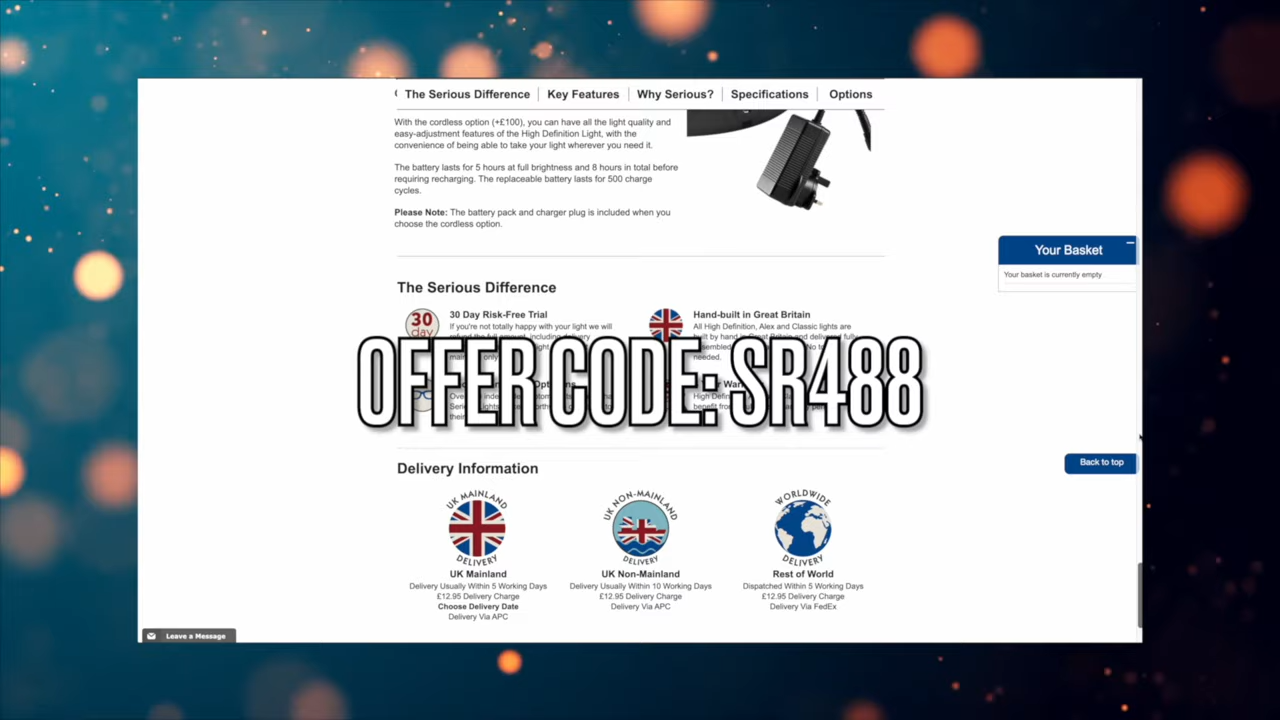 The Serious Difference
Key Features
Why Serious?
Specifications
Options
With the cordless option (+£100), you can have all the light quality and
easy-adjustment features of the High Definition Light, with the
convenience of being able to take your light wherever you need it.
The battery lasts for 5 hours at full brightness and 8 hours in total before
requiring recharging. The replaceable battery lasts for 500 charge
cycles.
Please Note: The battery pack and charger plug is included when you
choose the cordless option.
Your Basket
Your basket is currently empty
The Serious Difference
30 day
30 Day Risk-Free Trial
If you're not totally happy with your light we will
Hand-built in Great Britain
All High Definition, Alex and Classic lights are
needed.
OFFER CODE: SR488
Back to top
Delivery Information
UK MAINLAND DELIVERY
UK Mainland
Delivery Usually Within 5 Working Days
£12.95 Delivery Charge
Choose Delivery Date
Delivery Via APC
UK NON-MAINLAND DELIVERY
UK Non-Mainland
Delivery Usually Within 10 Working Days
£12.95 Delivery Charge
Delivery Via APC
WORLDWIDE DELIVERY
Rest of World
Dispatched Within 5 Working Days
£12.95 Delivery Charge
Delivery Via FedEx
Leave a Message